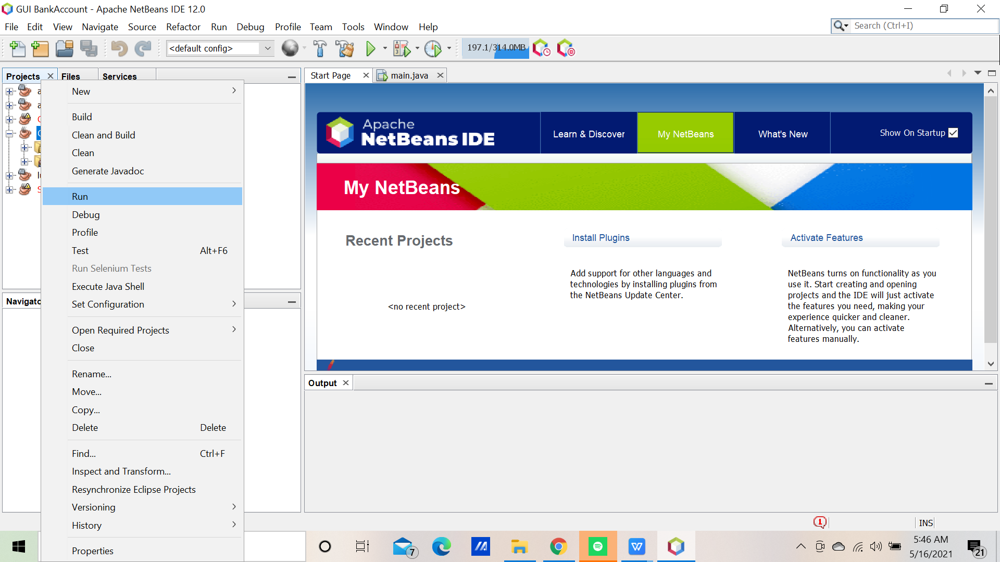 GUI BankAccount - Apache NetBeans IDE 12.0
File Edit View Navigate Source Refactor Run Debug Profile Team Tools Window Help
Search (Ctrl+I)
<default config>
197.1/314.0MB
Projects Files Services
Start Page main.java
New
Build
Clean and Build
Clean
Generate Javadoc
Run
Debug
Profile
Test Alt+F6
Run Selenium Tests
Execute Java Shell
Set Configuration
Open Required Projects
Close
Rename...
Move...
Copy...
Delete Delete
Find... Ctrl+F
Inspect and Transform...
Resynchronize Eclipse Projects
Versioning
History
Properties
Apache
NetBeans IDE
Learn & Discover
My NetBeans
What's New
Show On Startup
My NetBeans
Recent Projects
<no recent project>
Install Plugins
Add support for other languages and
technologies by installing plugins from
the NetBeans Update Center.
Activate Features
NetBeans turns on functionality as you
use it. Start creating and opening
projects and the IDE will just activate
the features you need, making your
experience quicker and cleaner.
Alternatively, you can activate
features manually.
Output
1
INS
7
5:46 AM
5/16/2021
21